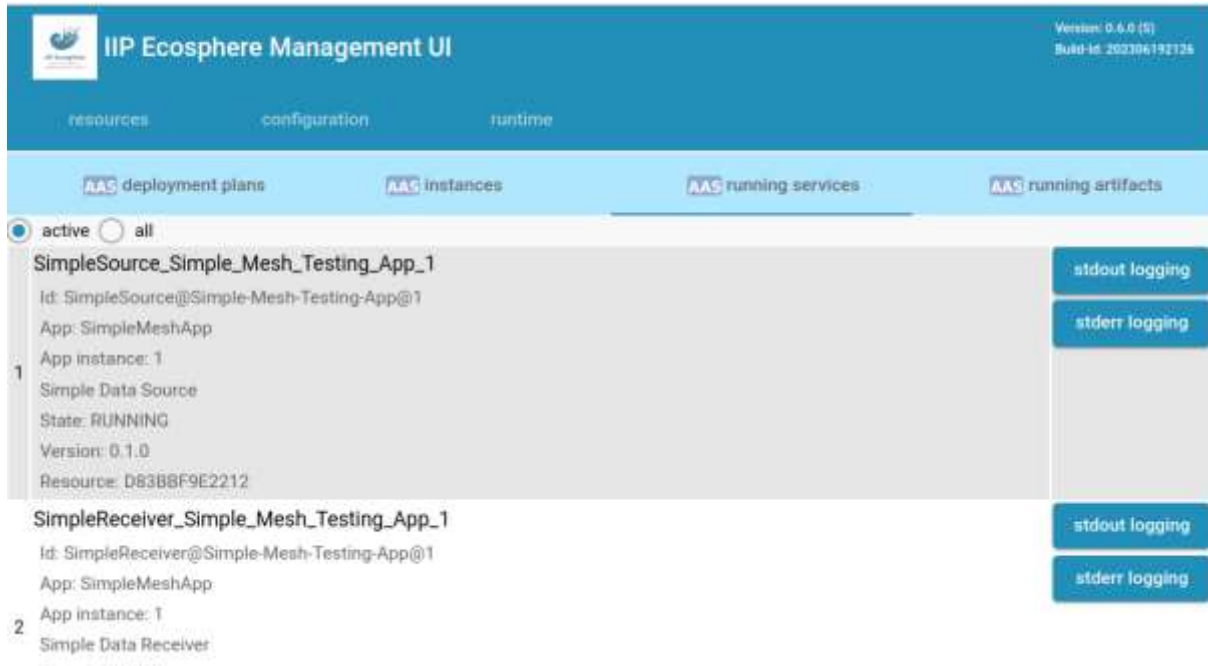 IIP Ecosphere Management UI
Version: 0.6.0 (S)
Build-Id: 202306192126
resources configuration runtime
AAS deployment plans AAS instances AAS running services AAS running artifacts
active all
SimpleSource_Simple_Mesh_Testing_App_1
stdout logging
Id: SimpleSource@Simple-Mesh-Testing-App@1
App: SimpleMeshApp
stderr logging
App instance: 1
1
Simple Data Source
State: RUNNING
Version: 0.1.0
Resource: D83BBF9E2212
SimpleReceiver_Simple_Mesh_Testing_App_1
stdout logging
Id: SimpleReceiver@Simple-Mesh-Testing-App@1
App: SimpleMeshApp
stderr logging
App instance: 1
2
Simple Data Receiver